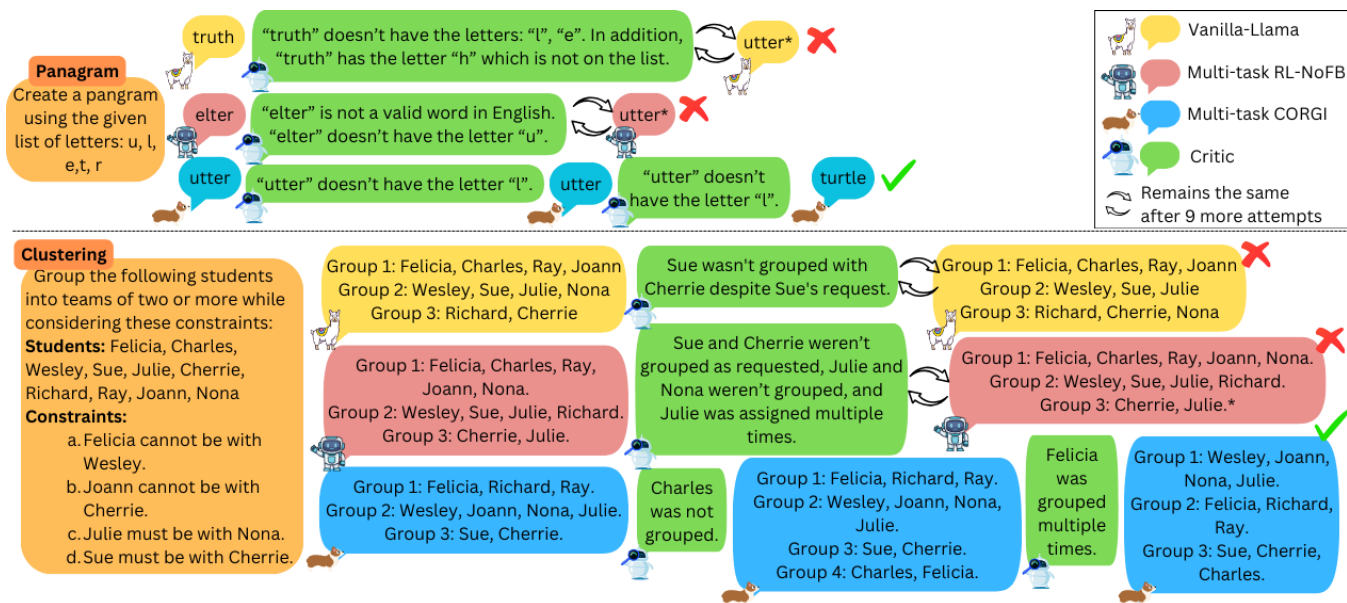 Panagram
Create a pangram
using the given
list of letters: u, l,
e,t, r
truth
“truth” doesn’t have the letters: “l”, “e”. In addition,
“truth” has the letter “h” which is not on the list.
utter*
elter
“elter” is not a valid word in English.
“elter” doesn’t have the letter “u”.
utter*
utter
“utter” doesn’t have the letter “l”.
utter
“utter” doesn’t
have the letter “l”.
turtle
Vanilla-Llama
Multi-task RL-NoFB
Multi-task CORGI
Critic
Remains the same
after 9 more attempts
Clustering
Group the following students
into teams of two or more while
considering these constraints:
Students: Felicia, Charles,
Wesley, Sue, Julie, Cherrie,
Richard, Ray, Joann, Nona
Constraints:
a. Felicia cannot be with
Wesley.
b. Joann cannot be with
Cherrie.
c. Julie must be with Nona.
d. Sue must be with Cherrie.
Group 1: Felicia, Charles, Ray, Joann
Group 2: Wesley, Sue, Julie, Nona
Group 3: Richard, Cherrie
Sue wasn't grouped with
Cherrie despite Sue's request.
Group 1: Felicia, Charles, Ray, Joann
Group 2: Wesley, Sue, Julie
Group 3: Richard, Cherrie, Nona
Group 1: Felicia, Charles, Ray,
Joann, Nona.
Group 2: Wesley, Sue, Julie, Richard.
Group 3: Cherrie, Julie.
Sue and Cherrie weren’t
grouped as requested, Julie and
Nona weren’t grouped, and
Julie was assigned multiple
times.
Group 1: Felicia, Charles, Ray, Joann, Nona.
Group 2: Wesley, Sue, Julie, Richard.
Group 3: Cherrie, Julie.*
Group 1: Felicia, Richard, Ray.
Group 2: Wesley, Joann, Nona, Julie.
Group 3: Sue, Cherrie.
Charles
was not
grouped.
Group 1: Felicia, Richard, Ray.
Group 2: Wesley, Joann, Nona,
Julie.
Group 3: Sue, Cherrie.
Group 4: Charles, Felicia.
Felicia
was
grouped
multiple
times.
Group 1: Wesley, Joann,
Nona, Julie.
Group 2: Felicia, Richard,
Ray.
Group 3: Sue, Cherrie,
Charles.